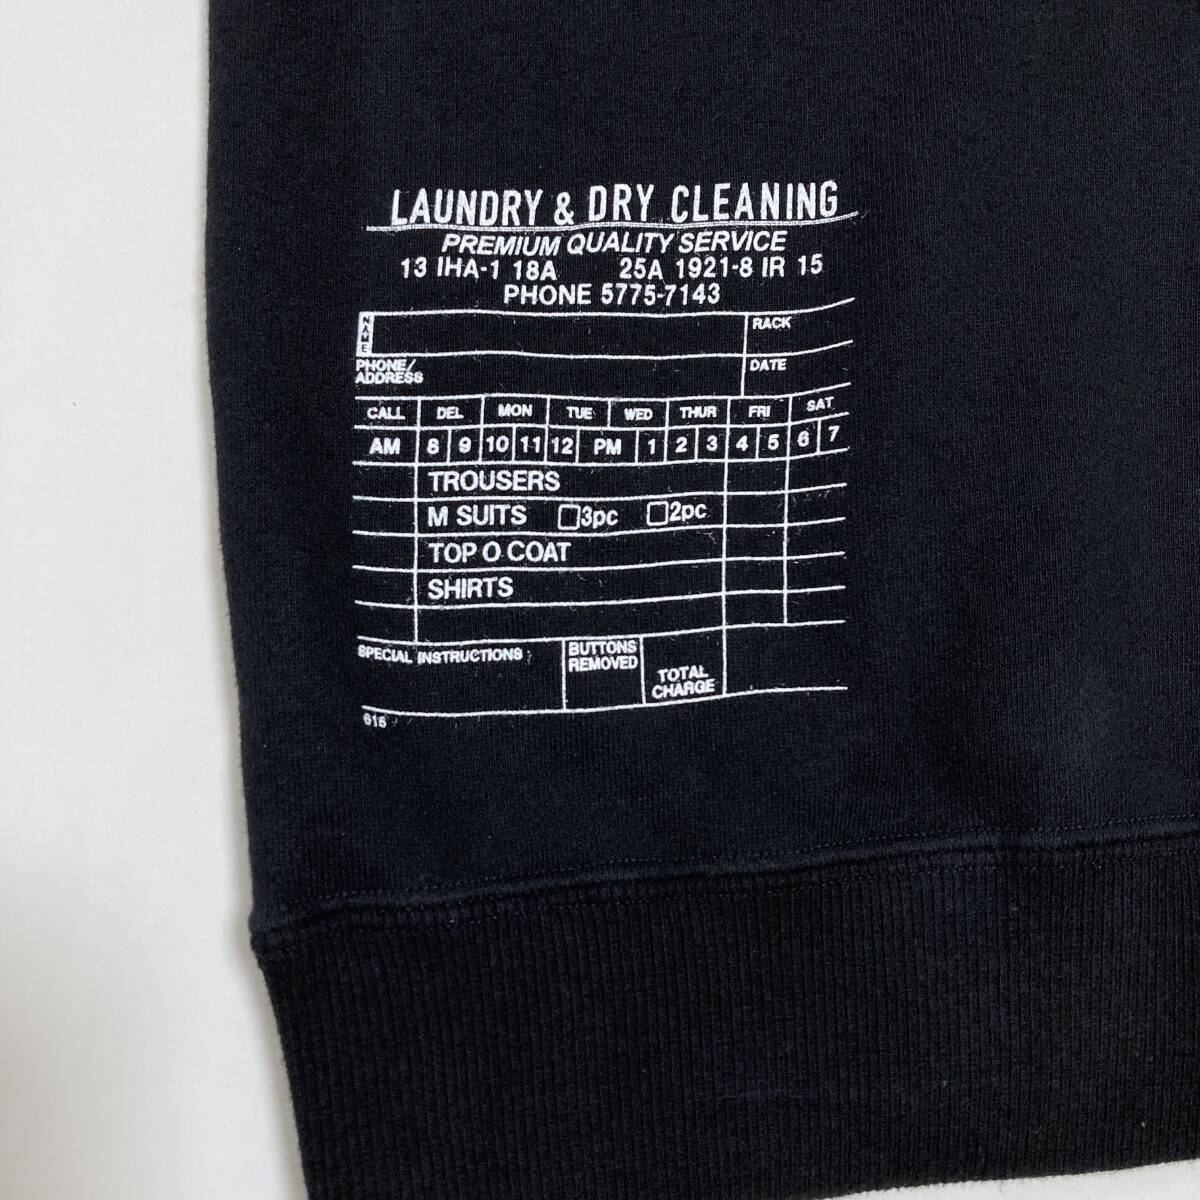 LAUNDRY & DRY CLEANING
PREMIUM QUALITY SERVICE
13 IHA-1 18A 25A 1921-8 IR 15
PHONE 5775-7143
NAME RACK
PHONE/ DATE
ADDRESS
CALL DEL MON TUE WED THUR FRI SAT
AM 8 9 10 11 12 PM 1 2 3 4 5 6 7
TROUSERS
M SUITS 3pc 2pc
TOP O COAT
SHIRTS
SPECIAL INSTRUCTIONS BUTTONS
REMOVED
TOTAL
CHARGE
615